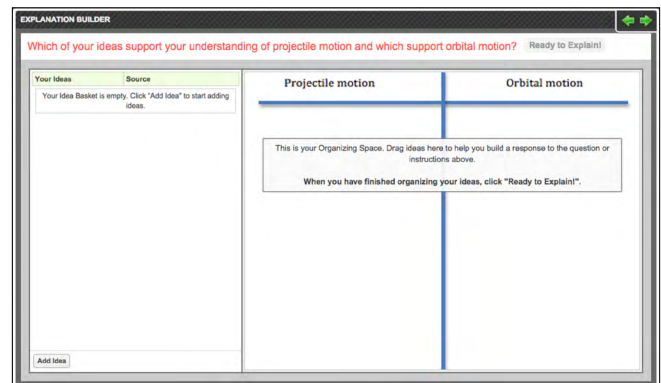 EXPLANATION BUILDER
Which of your ideas support your understanding of projectile motion and which support orbital motion? Ready to Explain!
Your Ideas Source
Your Idea Basket is empty. Click "Add Idea" to start adding
ideas.
Projectile motion Orbital motion
This is your Organizing Space. Drag ideas here to help you build a response to the question or
instructions above.
When you have finished organizing your ideas, click "Ready to Explain!".
Add Idea